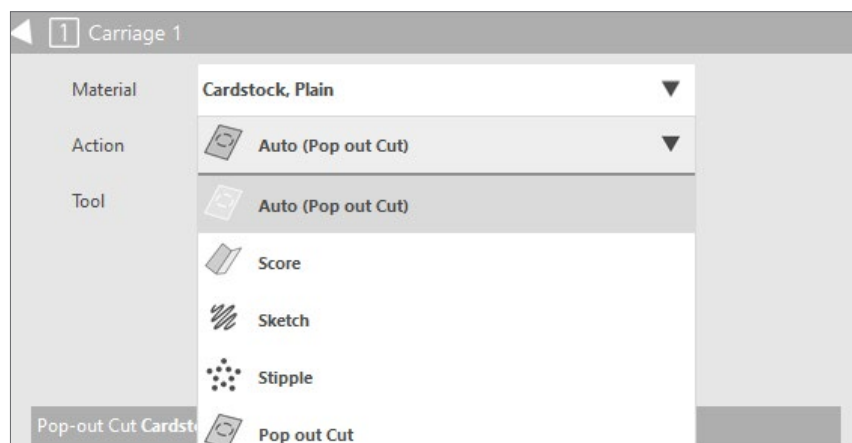 1 Carriage 1
Material Cardstock, Plain
Action Auto (Pop out Cut)
Tool Auto (Pop out Cut)
Score
Sketch
Stipple
Pop-out Cut
Pop out Cut